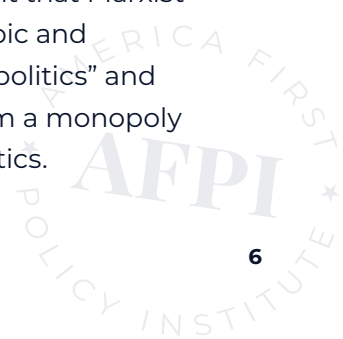 it that Marxist
pic and
politics” and
m a monopoly
tics.
AMERICA FIRST
AFPI
POLICY INSTITUTE
6